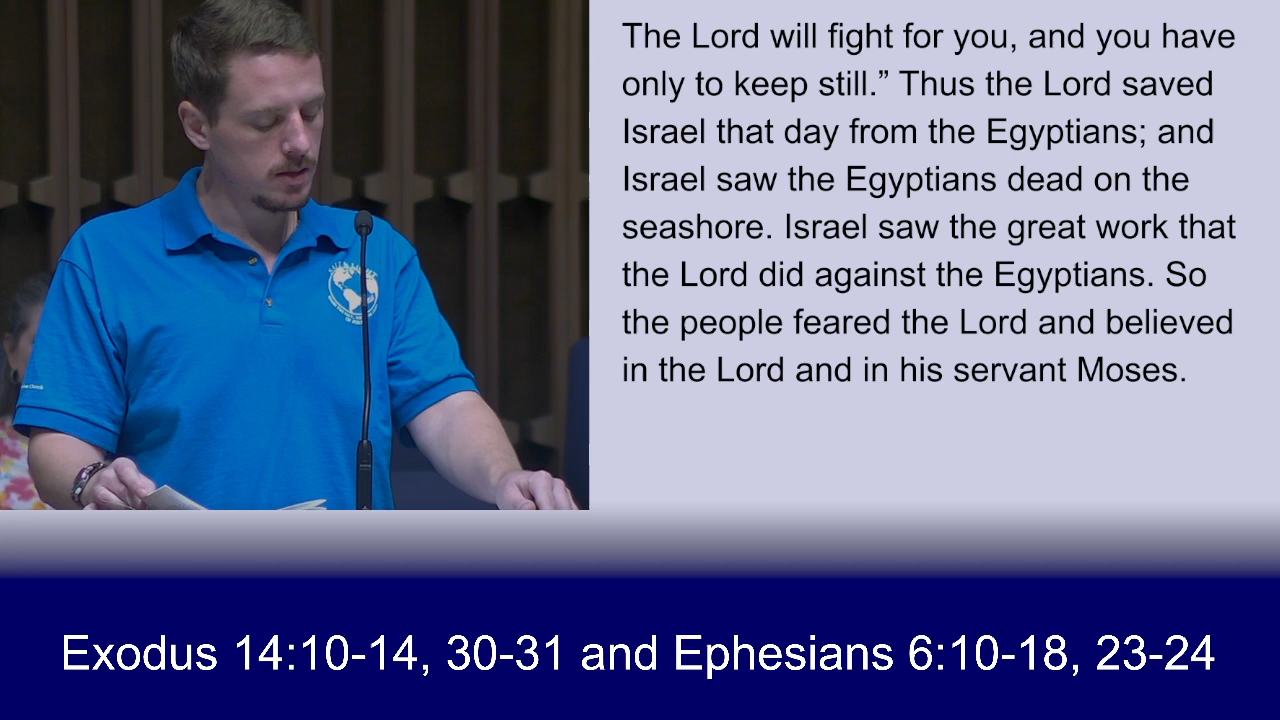 The Lord will fight for you, and you have
only to keep still.” Thus the Lord saved
Israel that day from the Egyptians; and
Israel saw the Egyptians dead on the
seashore. Israel saw the great work that
the Lord did against the Egyptians. So
the people feared the Lord and believed
in the Lord and in his servant Moses.
Exodus 14:10-14, 30-31 and Ephesians 6:10-18, 23-24